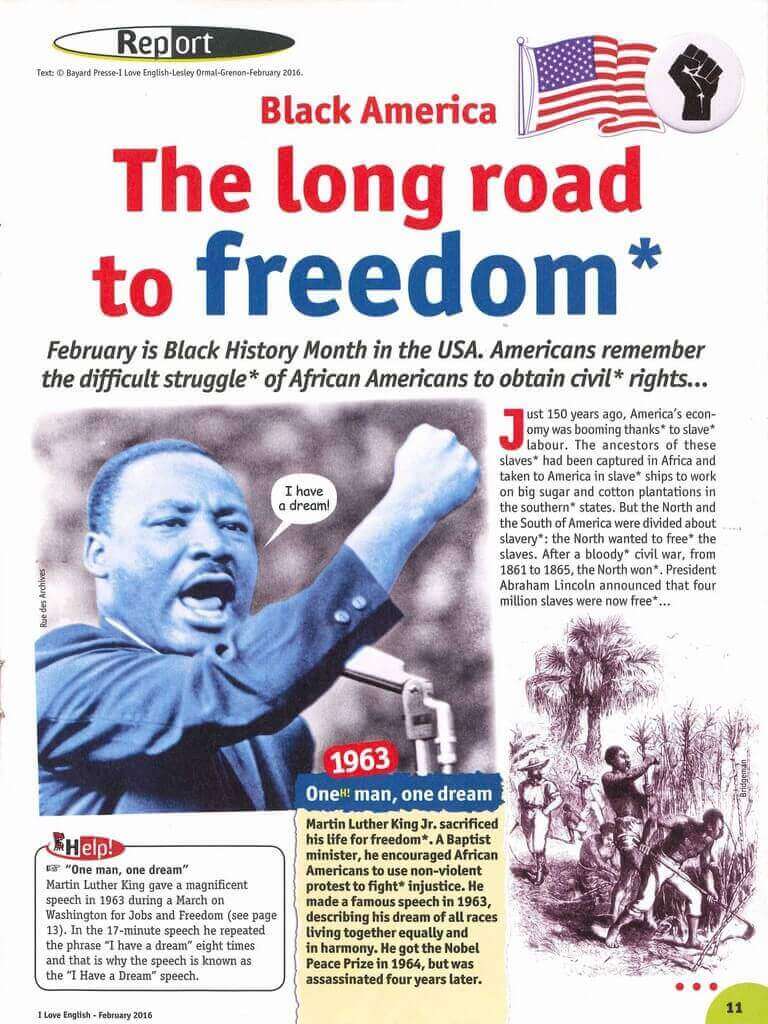 Report
Text: © Bayard Presse-I Love English-Lesley Ormal-Grenon-February 2016.
Black America
The long road
to freedom*
February is Black History Month in the USA. Americans remember
the difficult struggle* of African Americans to obtain civil* rights...
I have
a dream!
Rue des Archives
Just 150 years ago, America's econ-
omy was booming thanks* to slave*
labour. The ancestors of these
slaves* had been captured in Africa and
taken to America in slave* ships to work
on big sugar and cotton plantations in
the southern* states. But the North and
the South of America were divided about
slavery*: the North wanted to free* the
slaves. After a bloody* civil war, from
1861 to 1865, the North won*. President
Abraham Lincoln announced that four
million slaves were now free*...
Bridgeman
1963
One H! man, one dream
Martin Luther King Jr. sacrificed
his life for freedom*. A Baptist
minister, he encouraged African
Americans to use non-violent
protest to fight* injustice. He
made a famous speech in 1963,
describing his dream of all races
living together equally and
in harmony. He got the Nobel
Peace Prize in 1964, but was
assassinated four years later.
Help!
"One man, one dream"
Martin Luther King gave a magnificent
speech in 1963 during a March on
Washington for Jobs and Freedom (see page
13). In the 17-minute speech he repeated
the phrase "I have a dream" eight times
and that is why the speech is known as
the "I Have a Dream" speech.
I Love English - February 2016
11